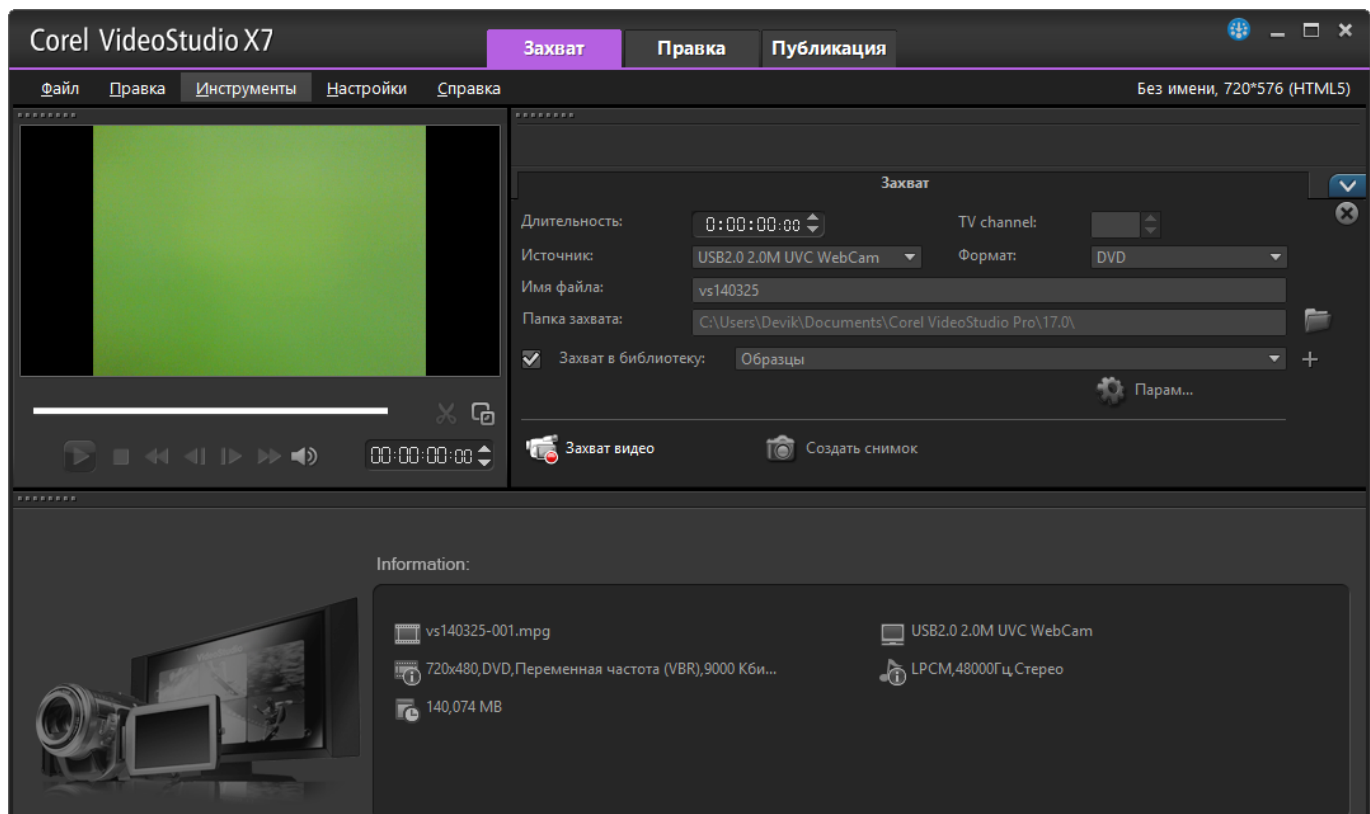 Corel VideoStudio X7
Захват Правка Публикация
Файл Правка Инструменты Настройки Справка Без имени, 720*576 (HTML5)
Захват
Длительность: 0:00:00:00 TV channel:
Источник: USB2.0 2.0M UVC WebCam Формат: DVD
Имя файла: vs140325
Папка захвата: C:\Users\Devik\Documents\Corel VideoStudio Pro\17.0\
Захват в библиотеку: Образцы
Парам...
00:00:00:00 Захват видео Создать снимок
Information:
vs140325-001.mpg USB2.0 2.0M UVC WebCam
720x480,DVD,Переменная частота (VBR),9000 Кби... LPCM,48000Гц,Стерео
140,074 MB